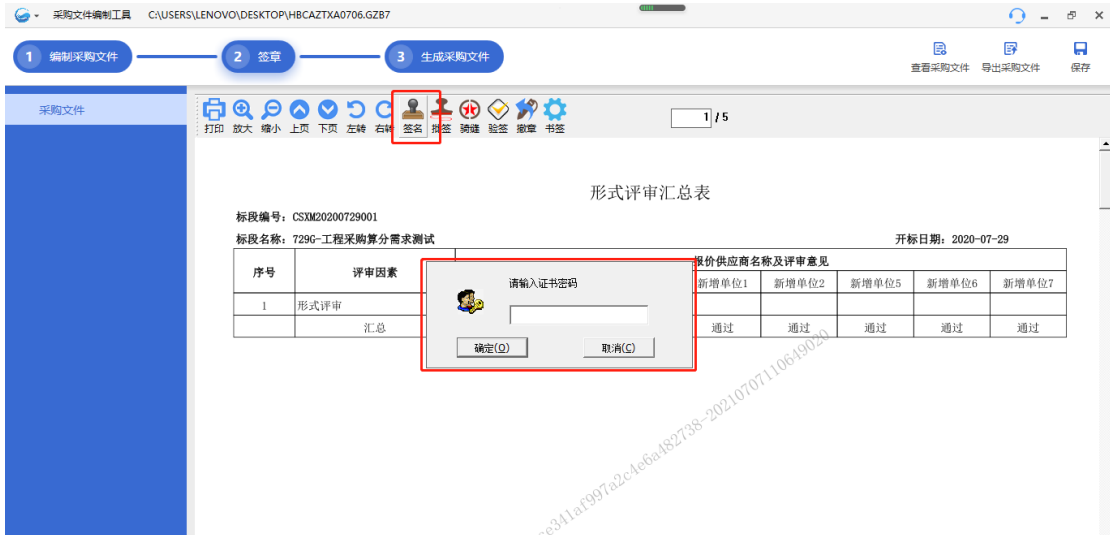 采购文件编制工具 C:\USERS\LENOVO\DESKTOP\HBCAZTXA0706.GZB7
1 编制采购文件 2 签章 3 生成采购文件
查看采购文件 导出采购文件 保存
采购文件
打印 放大 缩小 上页 下页 左转 右转 签名 批签 骑缝 验签 撤章 书签
1 / 5
形式评审汇总表
标段编号：CSXM20200729001
标段名称：729G-工程采购算分需求测试 开标日期：2020-07-29
序号 评审因素 报价供应商名称及评审意见
新增单位1 新增单位2 新增单位5 新增单位6 新增单位7
1 形式评审
汇总 通过 通过 通过 通过 通过
请输入证书密码
确定(O) 取消(C)